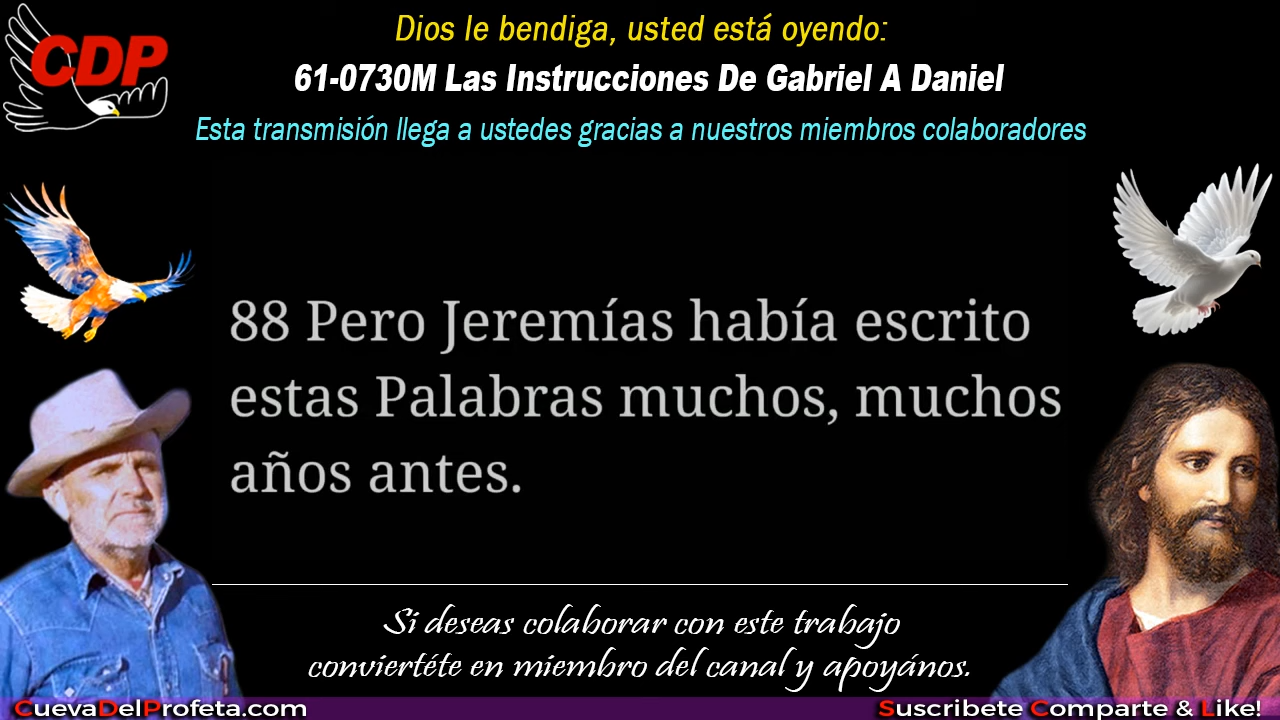 CDP
Dios le bendiga, usted está oyendo:
61-0730M Las Instrucciones De Gabriel A Daniel
Esta transmisión llega a ustedes gracias a nuestros miembros colaboradores
88 Pero Jeremías había escrito
estas Palabras muchos, muchos
años antes.
Si deseas colaborar con este trabajo
conviertéte en miembro del canal y apoyános.
CuevaDelProfeta.com
Suscribete Comparte & Like!